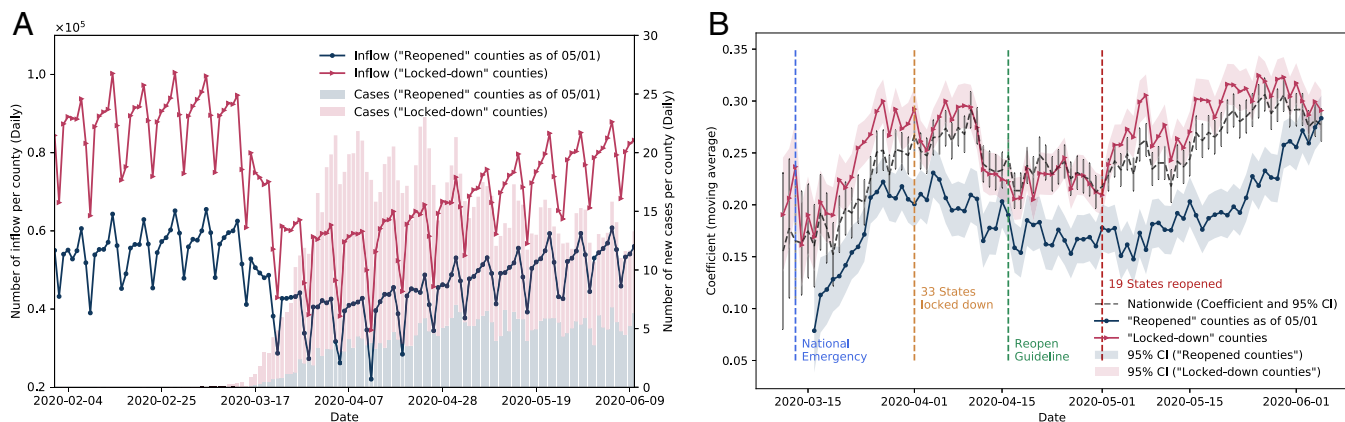 A
×10⁵
Inflow ("Reopened" counties as of 05/01)
Inflow ("Locked-down" counties)
Cases ("Reopened" counties as of 05/01)
Cases ("Locked-down" counties)
Number of inflow per county (Daily)
1.0
0.8
0.6
0.4
0.2
30
25
20
15
10
5
0
Number of new cases per county (Daily)
2020-02-04
2020-02-25
2020-03-17
2020-04-07
2020-04-28
2020-05-19
2020-06-09
Date
B
Coefficient (moving average)
0.35
0.30
0.25
0.20
0.15
0.10
0.05
National
Emergency
33 States
locked down
Reopen
Guideline
19 States reopened
Nationwide (Coefficient and 95% CI)
"Reopened" counties as of 05/01
"Locked-down" counties
95% CI ("Reopened counties")
95% CI ("Locked-down counties")
2020-03-15
2020-04-01
2020-04-15
2020-05-01
2020-05-15
2020-06-01
Date